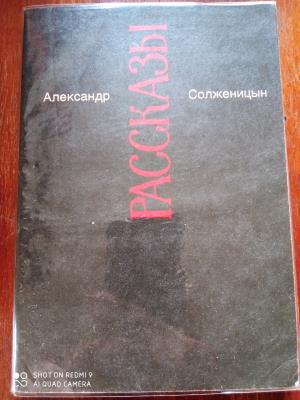 Александр Солженицын
РАССКАЗЫ
SHOT ON REDMI 9
AI QUAD CAMERA